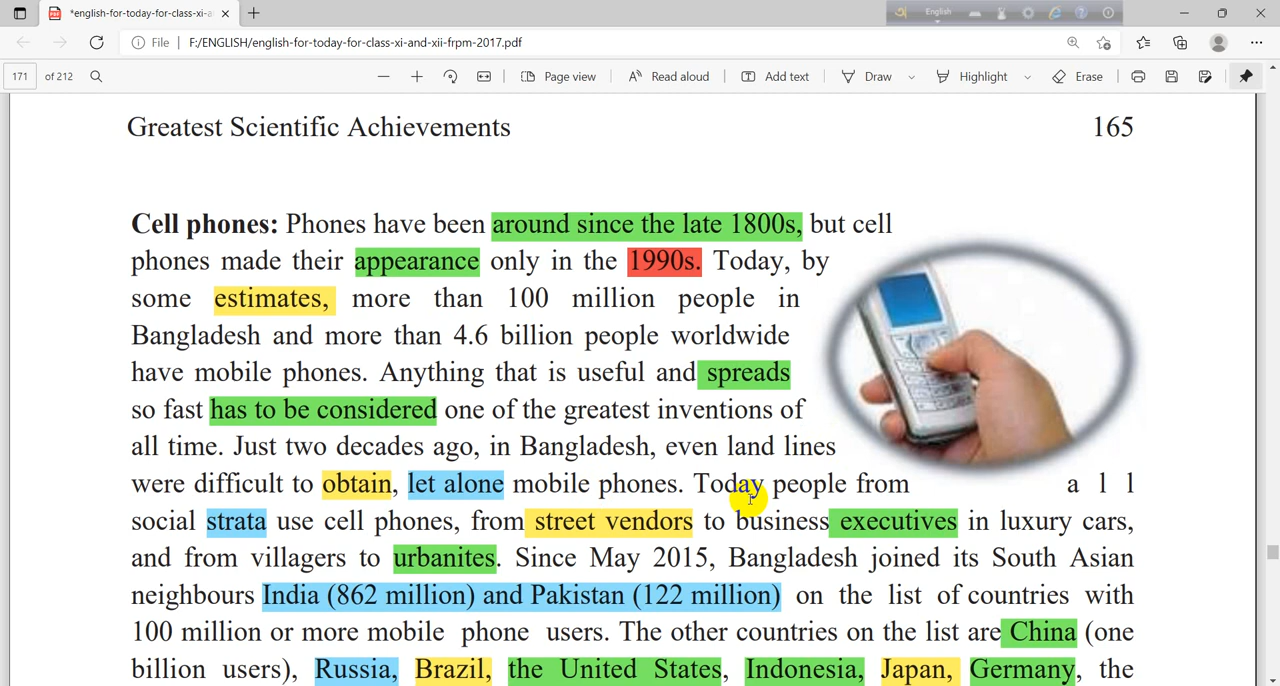 *english-for-today-for-class-xi-a
English
File | F:/ENGLISH/english-for-today-for-class-xi-and-xii-frpm-2017.pdf
171 of 212 Page view Read aloud Add text Draw Highlight Erase
Greatest Scientific Achievements 165
Cell phones: Phones have been around since the late 1800s, but cell
phones made their appearance only in the 1990s. Today, by
some estimates, more than 100 million people in
Bangladesh and more than 4.6 billion people worldwide
have mobile phones. Anything that is useful and spreads
so fast has to be considered one of the greatest inventions of
all time. Just two decades ago, in Bangladesh, even land lines
were difficult to obtain, let alone mobile phones. Today people from a l l
social strata use cell phones, from street vendors to business executives in luxury cars,
and from villagers to urbanites. Since May 2015, Bangladesh joined its South Asian
neighbours India (862 million) and Pakistan (122 million) on the list of countries with
100 million or more mobile phone users. The other countries on the list are China (one
billion users), Russia, Brazil, the United States, Indonesia, Japan, Germany, the